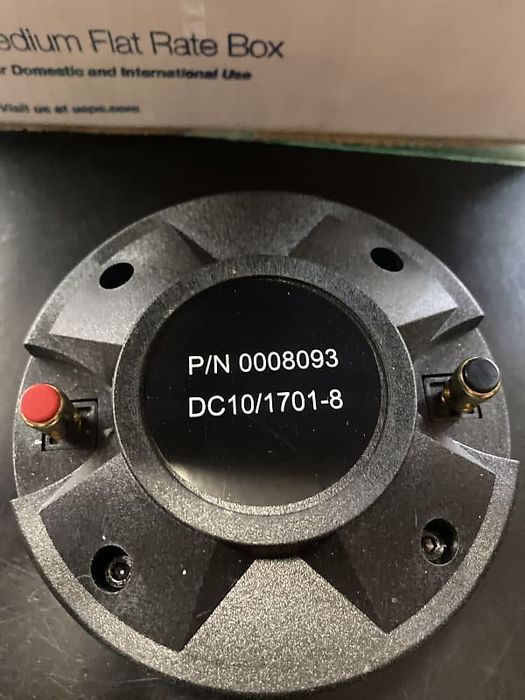 edium Flat Rate Box
r Domestic and International Use
Visit us at usps.com
P/N 0008093
DC10/1701-8